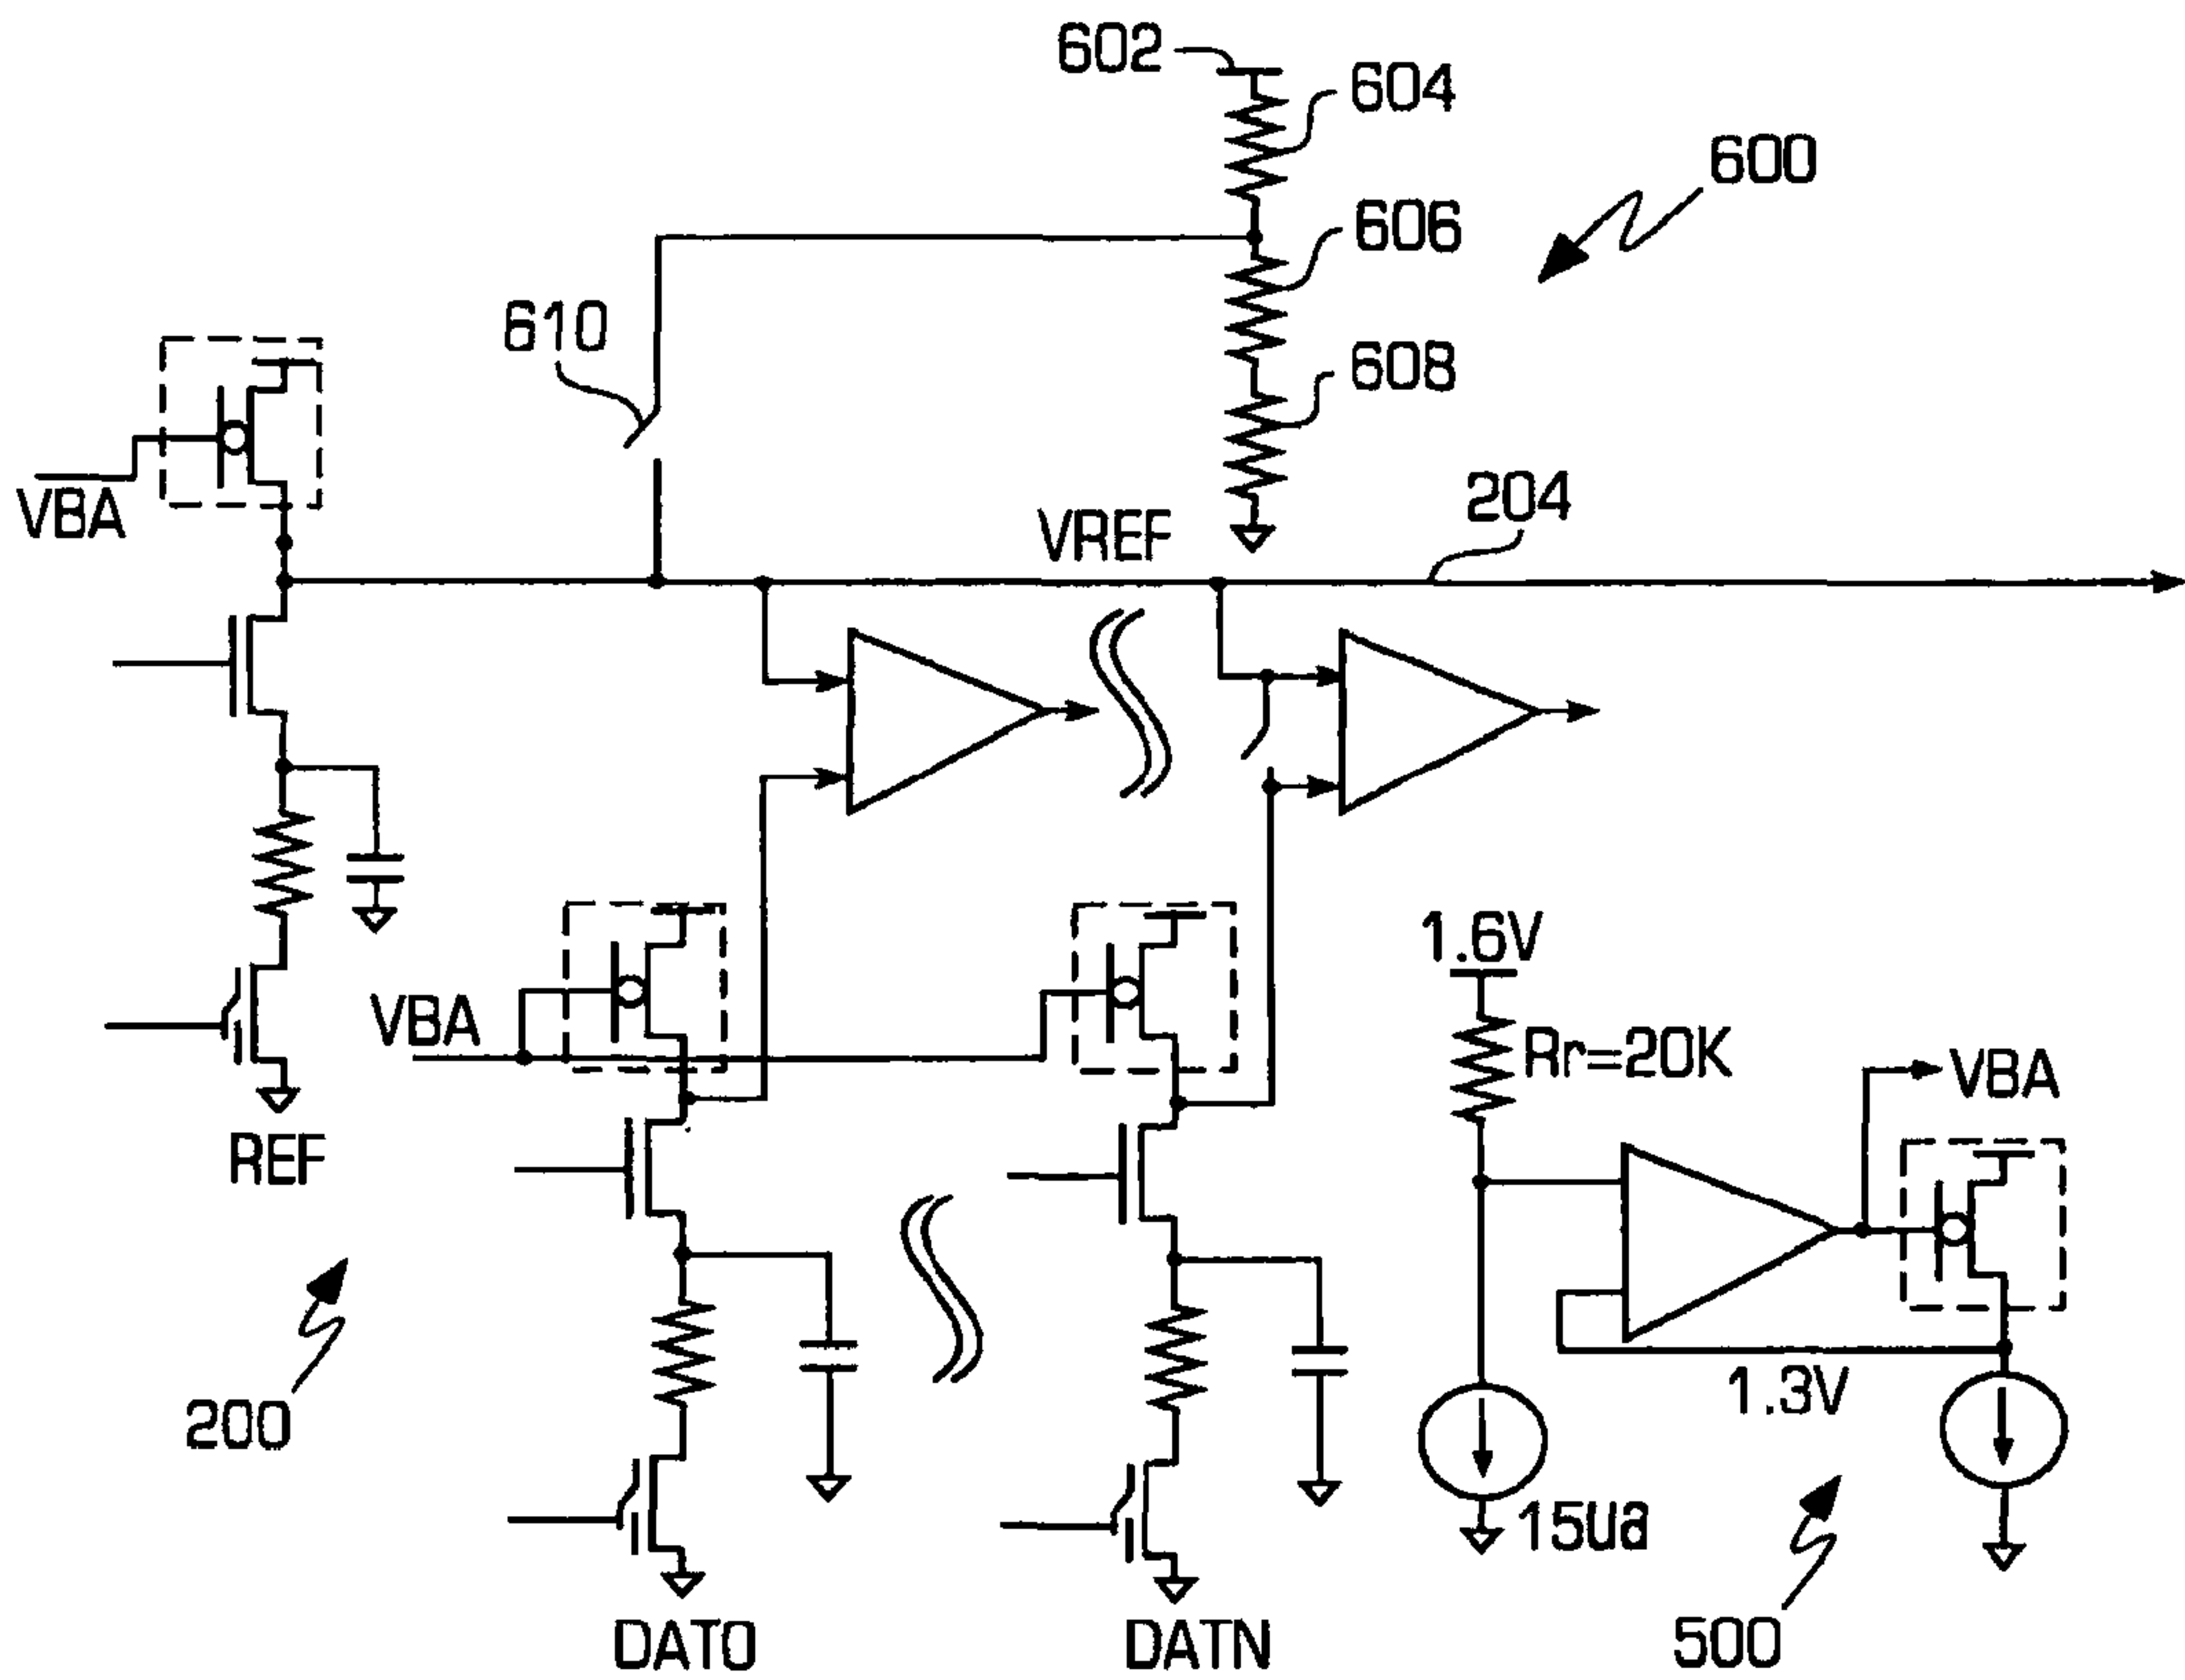 602
604
600
606
610
608
VBA
VREF
204
1.6V
VBA
Rr=20K
VBA
REF
1.3V
200
15ua
DAT0
DATN
500